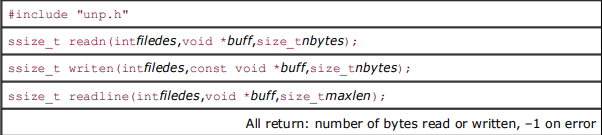 #include "unp.h"
ssize_t readn(intfiledes,void *buff,size_tnbytes);
ssize_t writen(intfiledes,const void *buff,size_tnbytes);
ssize_t readline(intfiledes,void *buff,size_tmaxlen);
All return: number of bytes read or written, –1 on error